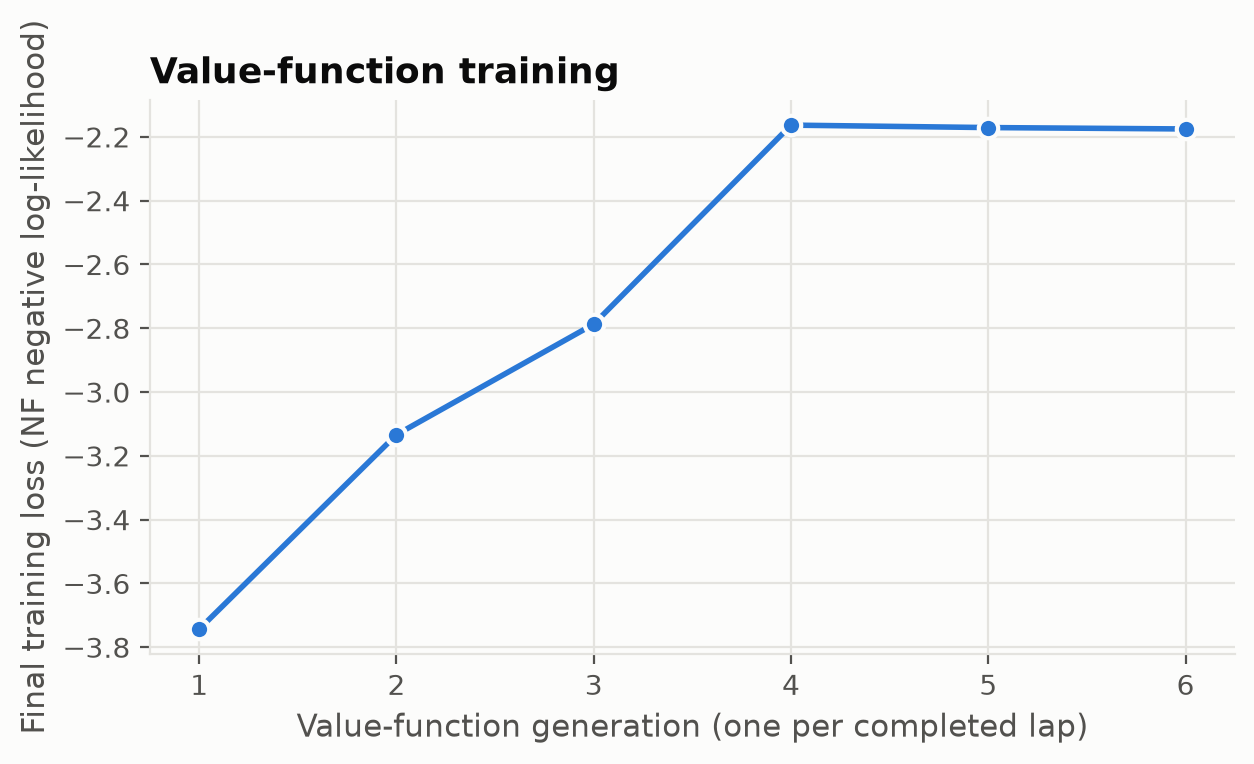 Value-function training
Final training loss (NF negative log-likelihood)
−2.2
−2.4
−2.6
−2.8
−3.0
−3.2
−3.4
−3.6
−3.8
1 2 3 4 5 6
Value-function generation (one per completed lap)